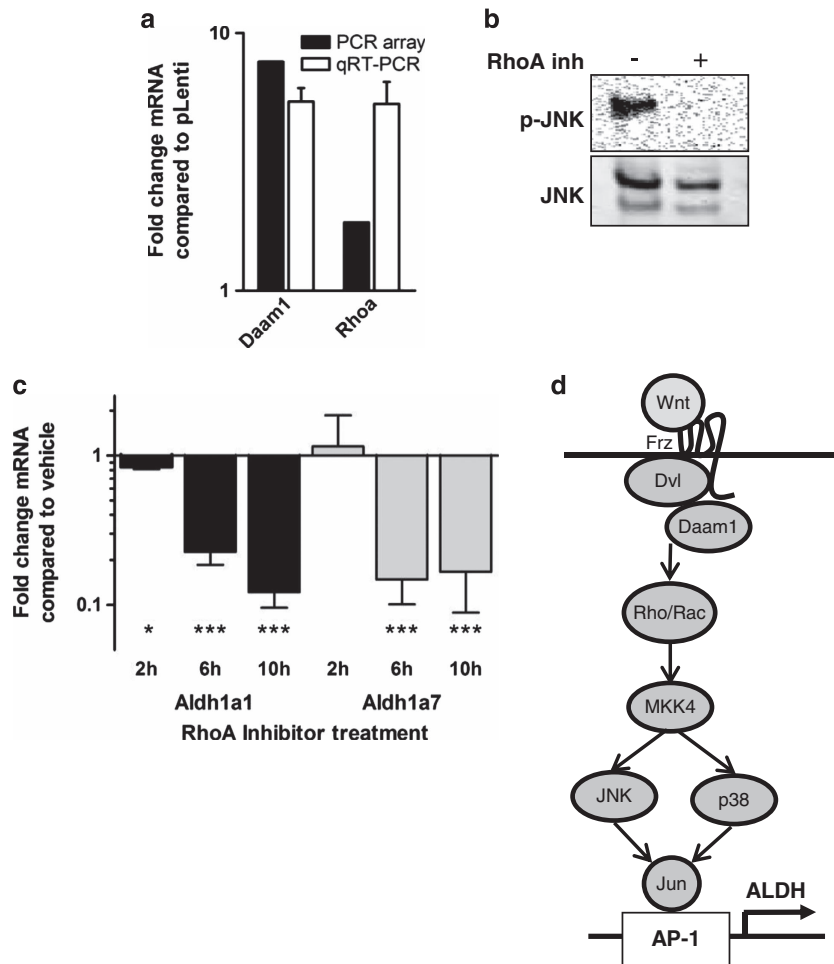 a
10
PCR array
qRT-PCR
Fold change mRNA
compared to pLenti
1
Daam1
Rhoa
b
RhoA inh - +
p-JNK
JNK
c
Fold change mRNA
compared to vehicle
1
0.1
* *** *** *** ***
2h 6h 10h 2h 6h 10h
Aldh1a1 Aldh1a7
RhoA Inhibitor treatment
d
Wnt
Frz
Dvl
Daam1
Rho/Rac
MKK4
JNK p38
Jun
ALDH
AP-1